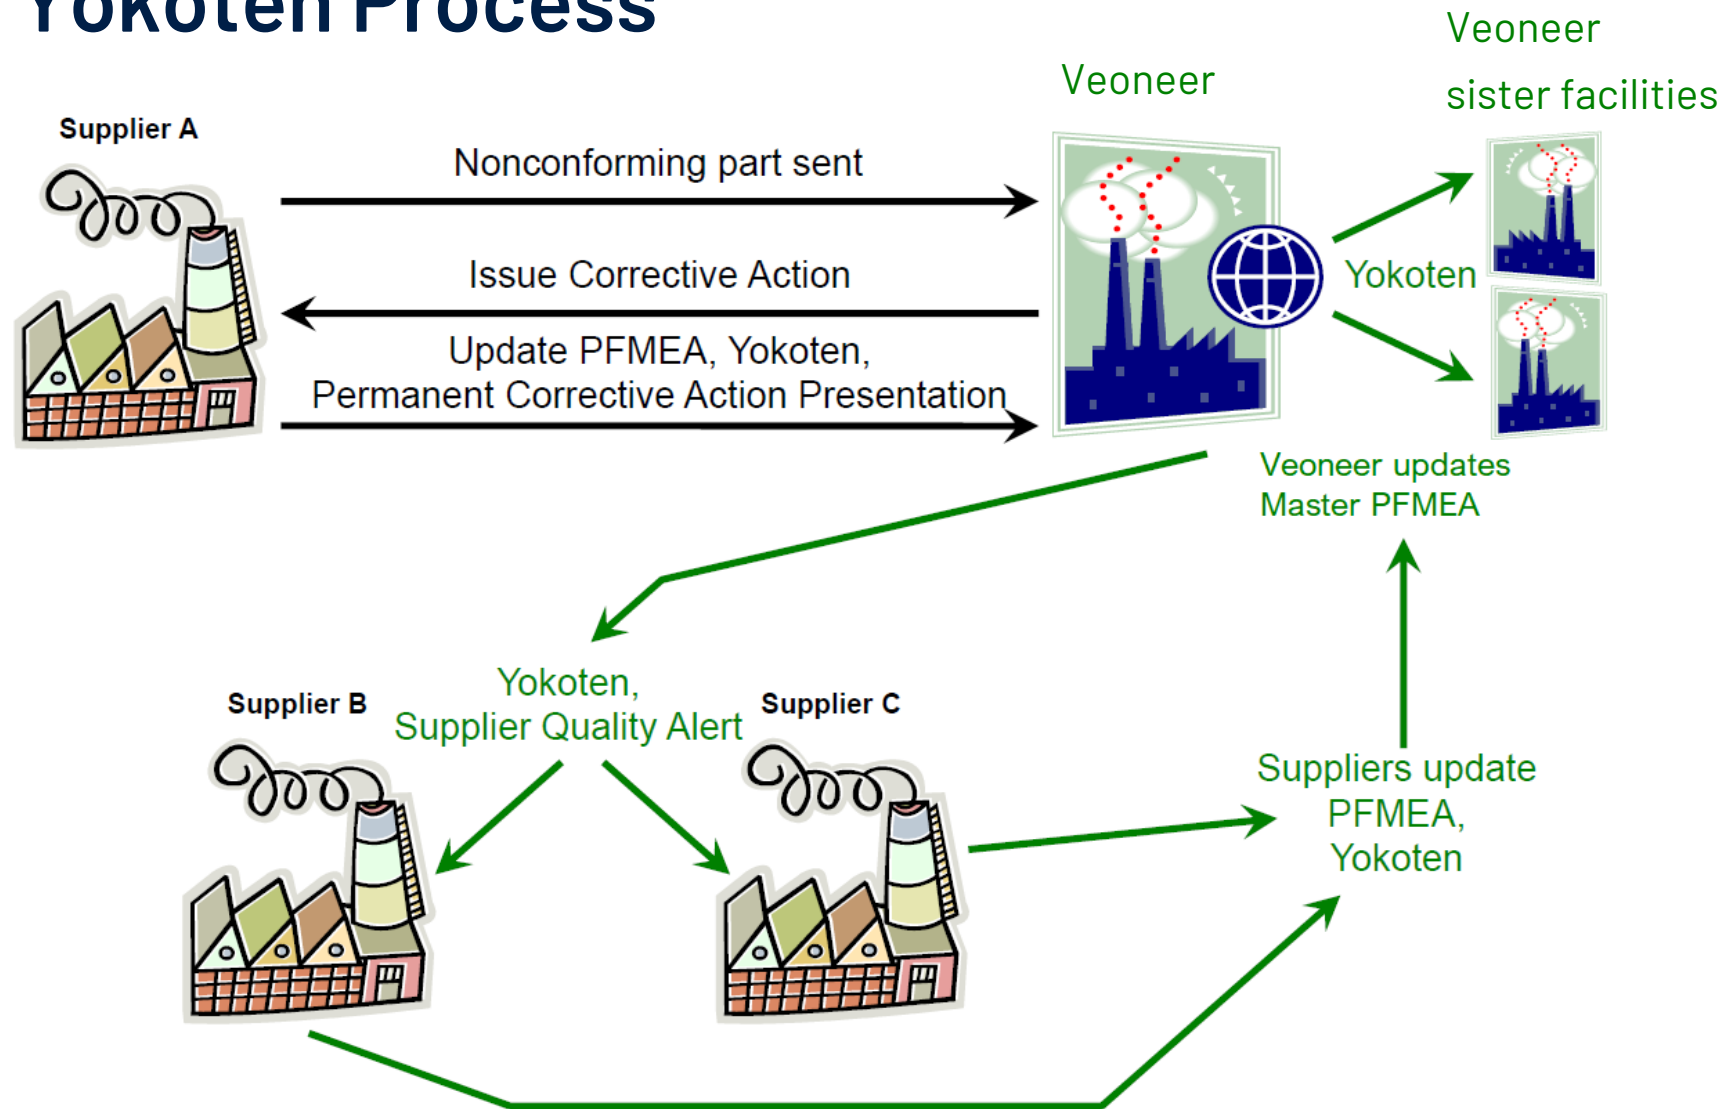 Yokoten Process
Veoneer
sister facilities
Veoneer
Supplier A
Nonconforming part sent
Issue Corrective Action
Yokoten
Update PFMEA, Yokoten,
Permanent Corrective Action Presentation
Veoneer updates
Master PFMEA
Yokoten,
Supplier Quality Alert
Supplier B
Supplier C
Suppliers update
PFMEA,
Yokoten